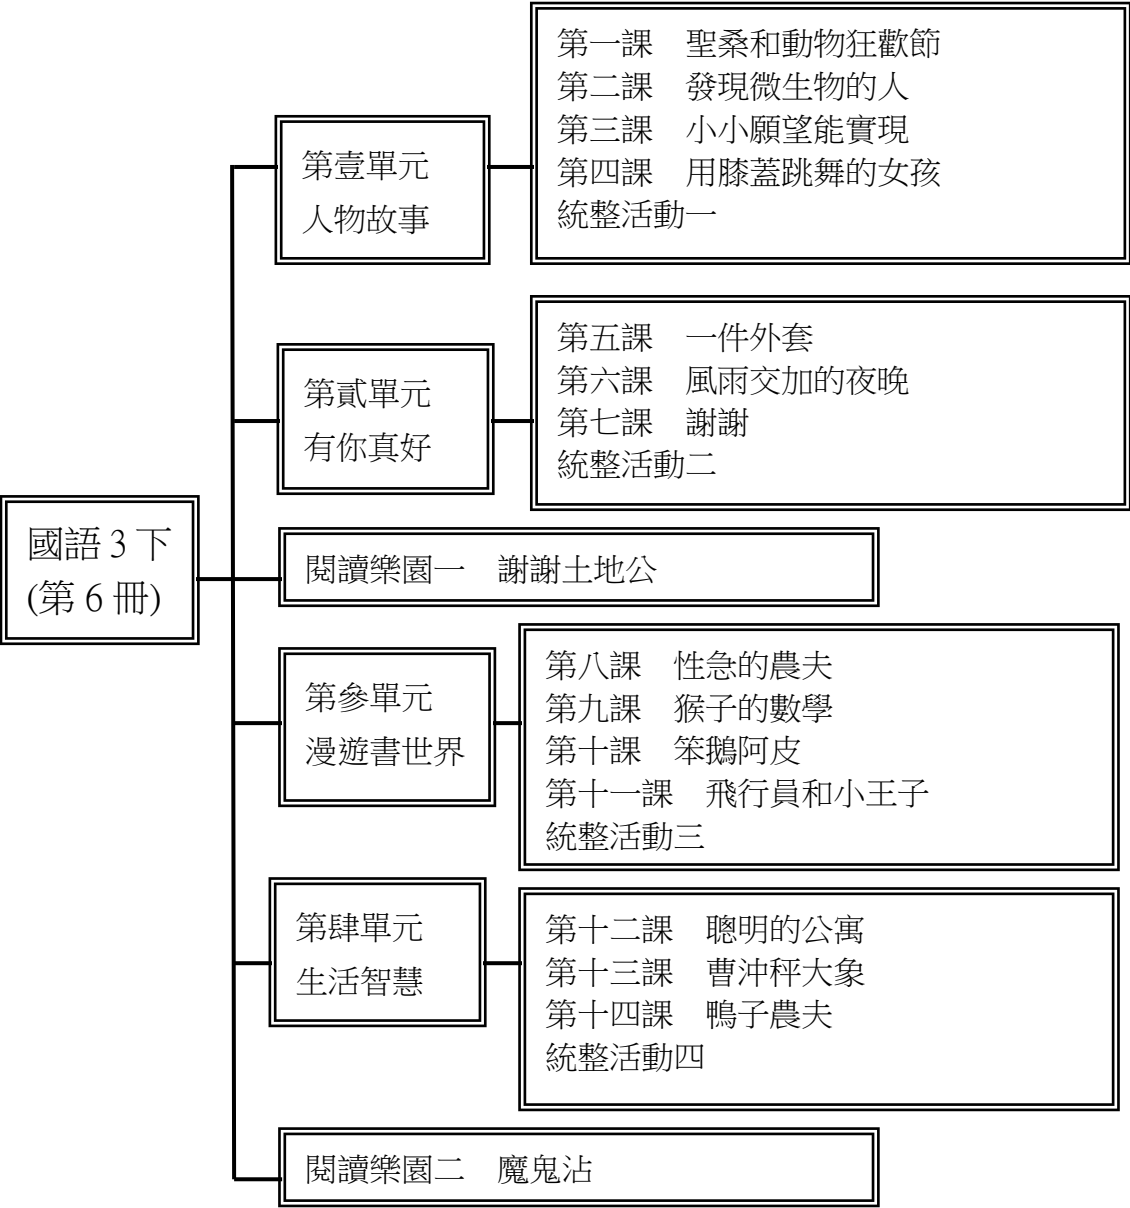 國語 3 下
(第 6 冊)
第壹單元
人物故事
第一課　聖桑和動物狂歡節
第二課　發現微生物的人
第三課　小小願望能實現
第四課　用膝蓋跳舞的女孩
統整活動一
第貳單元
有你真好
第五課　一件外套
第六課　風雨交加的夜晚
第七課　謝謝
統整活動二
閱讀樂園一　謝謝土地公
第參單元
漫遊書世界
第八課　性急的農夫
第九課　猴子的數學
第十課　笨鵝阿皮
第十一課　飛行員和小王子
統整活動三
第肆單元
生活智慧
第十二課　聰明的公寓
第十三課　曹沖秤大象
第十四課　鴨子農夫
統整活動四
閱讀樂園二　魔鬼沾